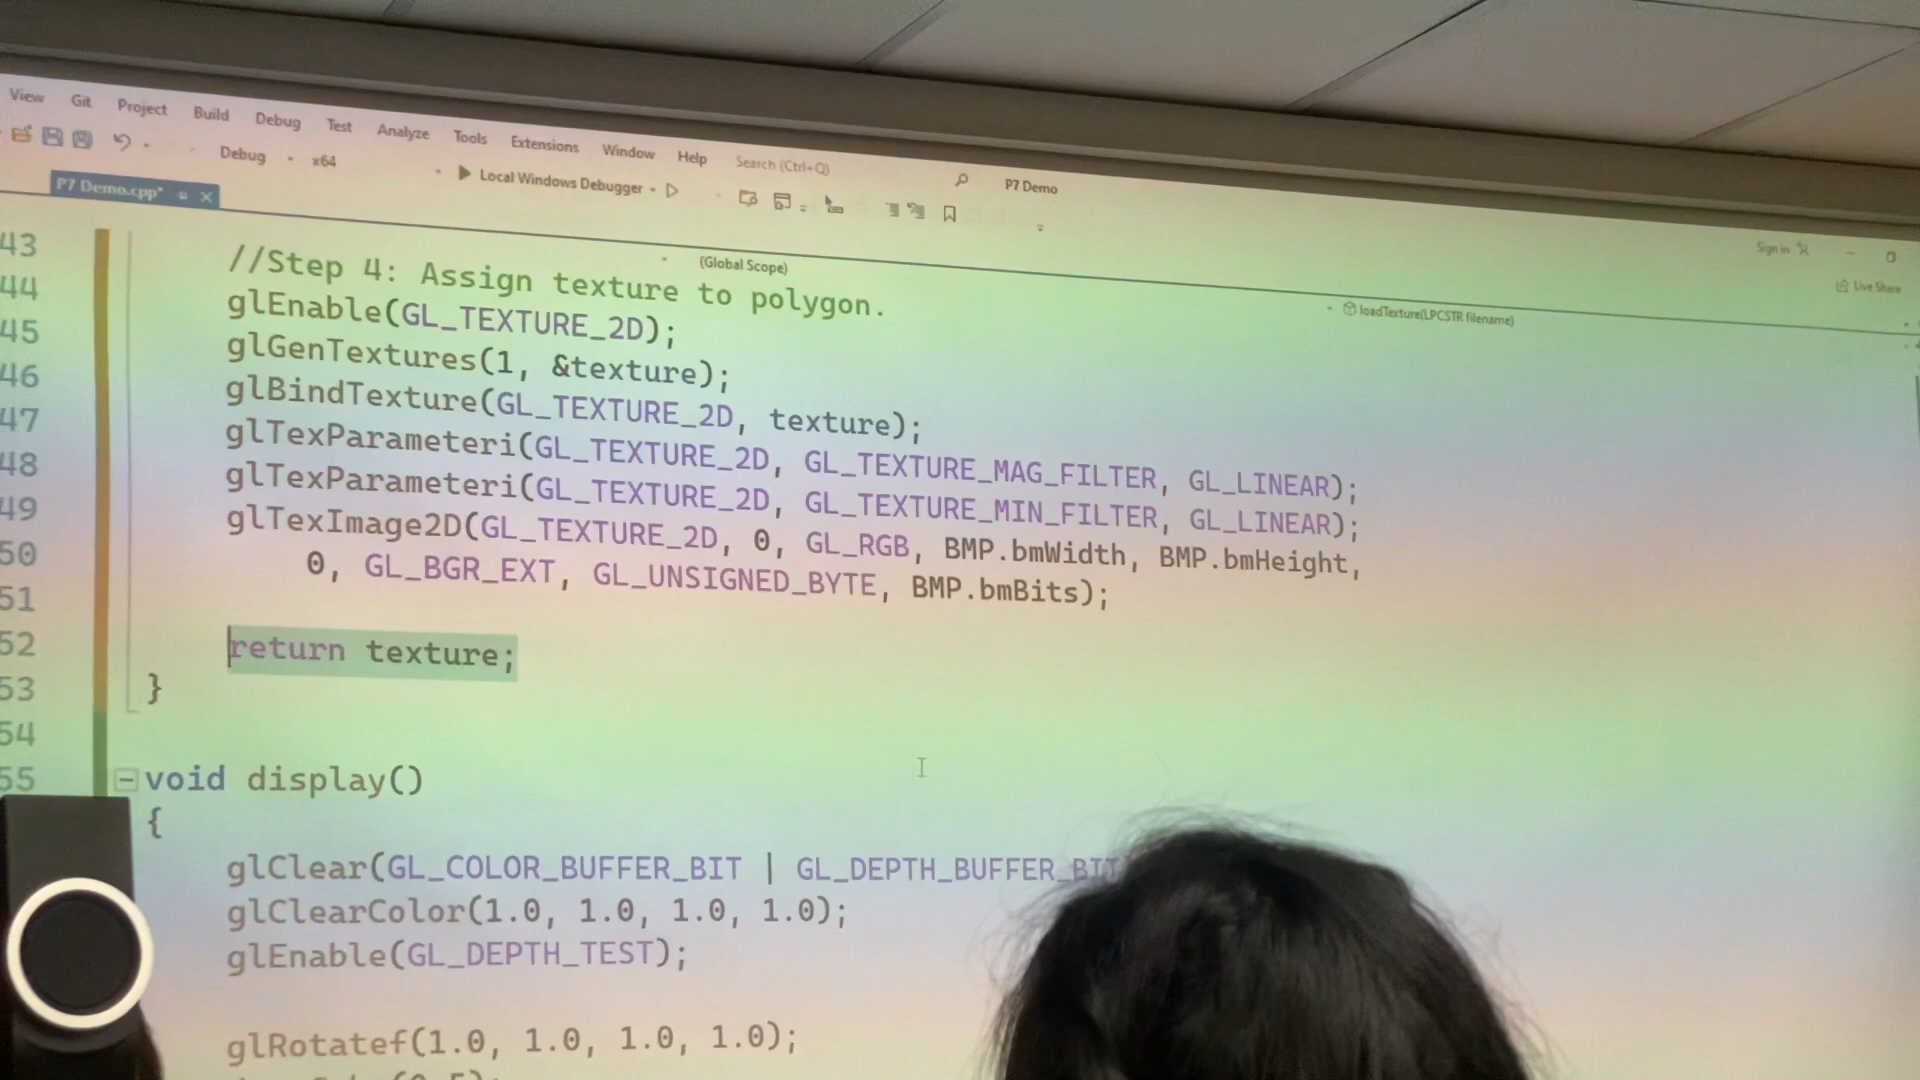 View Git Project Build Debug Test Analyze Tools Extensions Window Help Search (Ctrl+Q) P7 Demo
Sign in
Debug x64 Local Windows Debugger
Live Share
P7 Demo.cpp*
(Global Scope) loadTexture(LPCSTR filename)
43 //Step 4: Assign texture to polygon.
44 glEnable(GL_TEXTURE_2D);
45 glGenTextures(1, &texture);
46 glBindTexture(GL_TEXTURE_2D, texture);
47 glTexParameteri(GL_TEXTURE_2D, GL_TEXTURE_MAG_FILTER, GL_LINEAR);
48 glTexParameteri(GL_TEXTURE_2D, GL_TEXTURE_MIN_FILTER, GL_LINEAR);
49 glTexImage2D(GL_TEXTURE_2D, 0, GL_RGB, BMP.bmWidth, BMP.bmHeight,
50 0, GL_BGR_EXT, GL_UNSIGNED_BYTE, BMP.bmBits);
51
52 return texture;
53 }
54
55 void display()
{
glClear(GL_COLOR_BUFFER_BIT | GL_DEPTH_BUFFER_BIT
glClearColor(1.0, 1.0, 1.0, 1.0);
glEnable(GL_DEPTH_TEST);
glRotatef(1.0, 1.0, 1.0, 1.0);